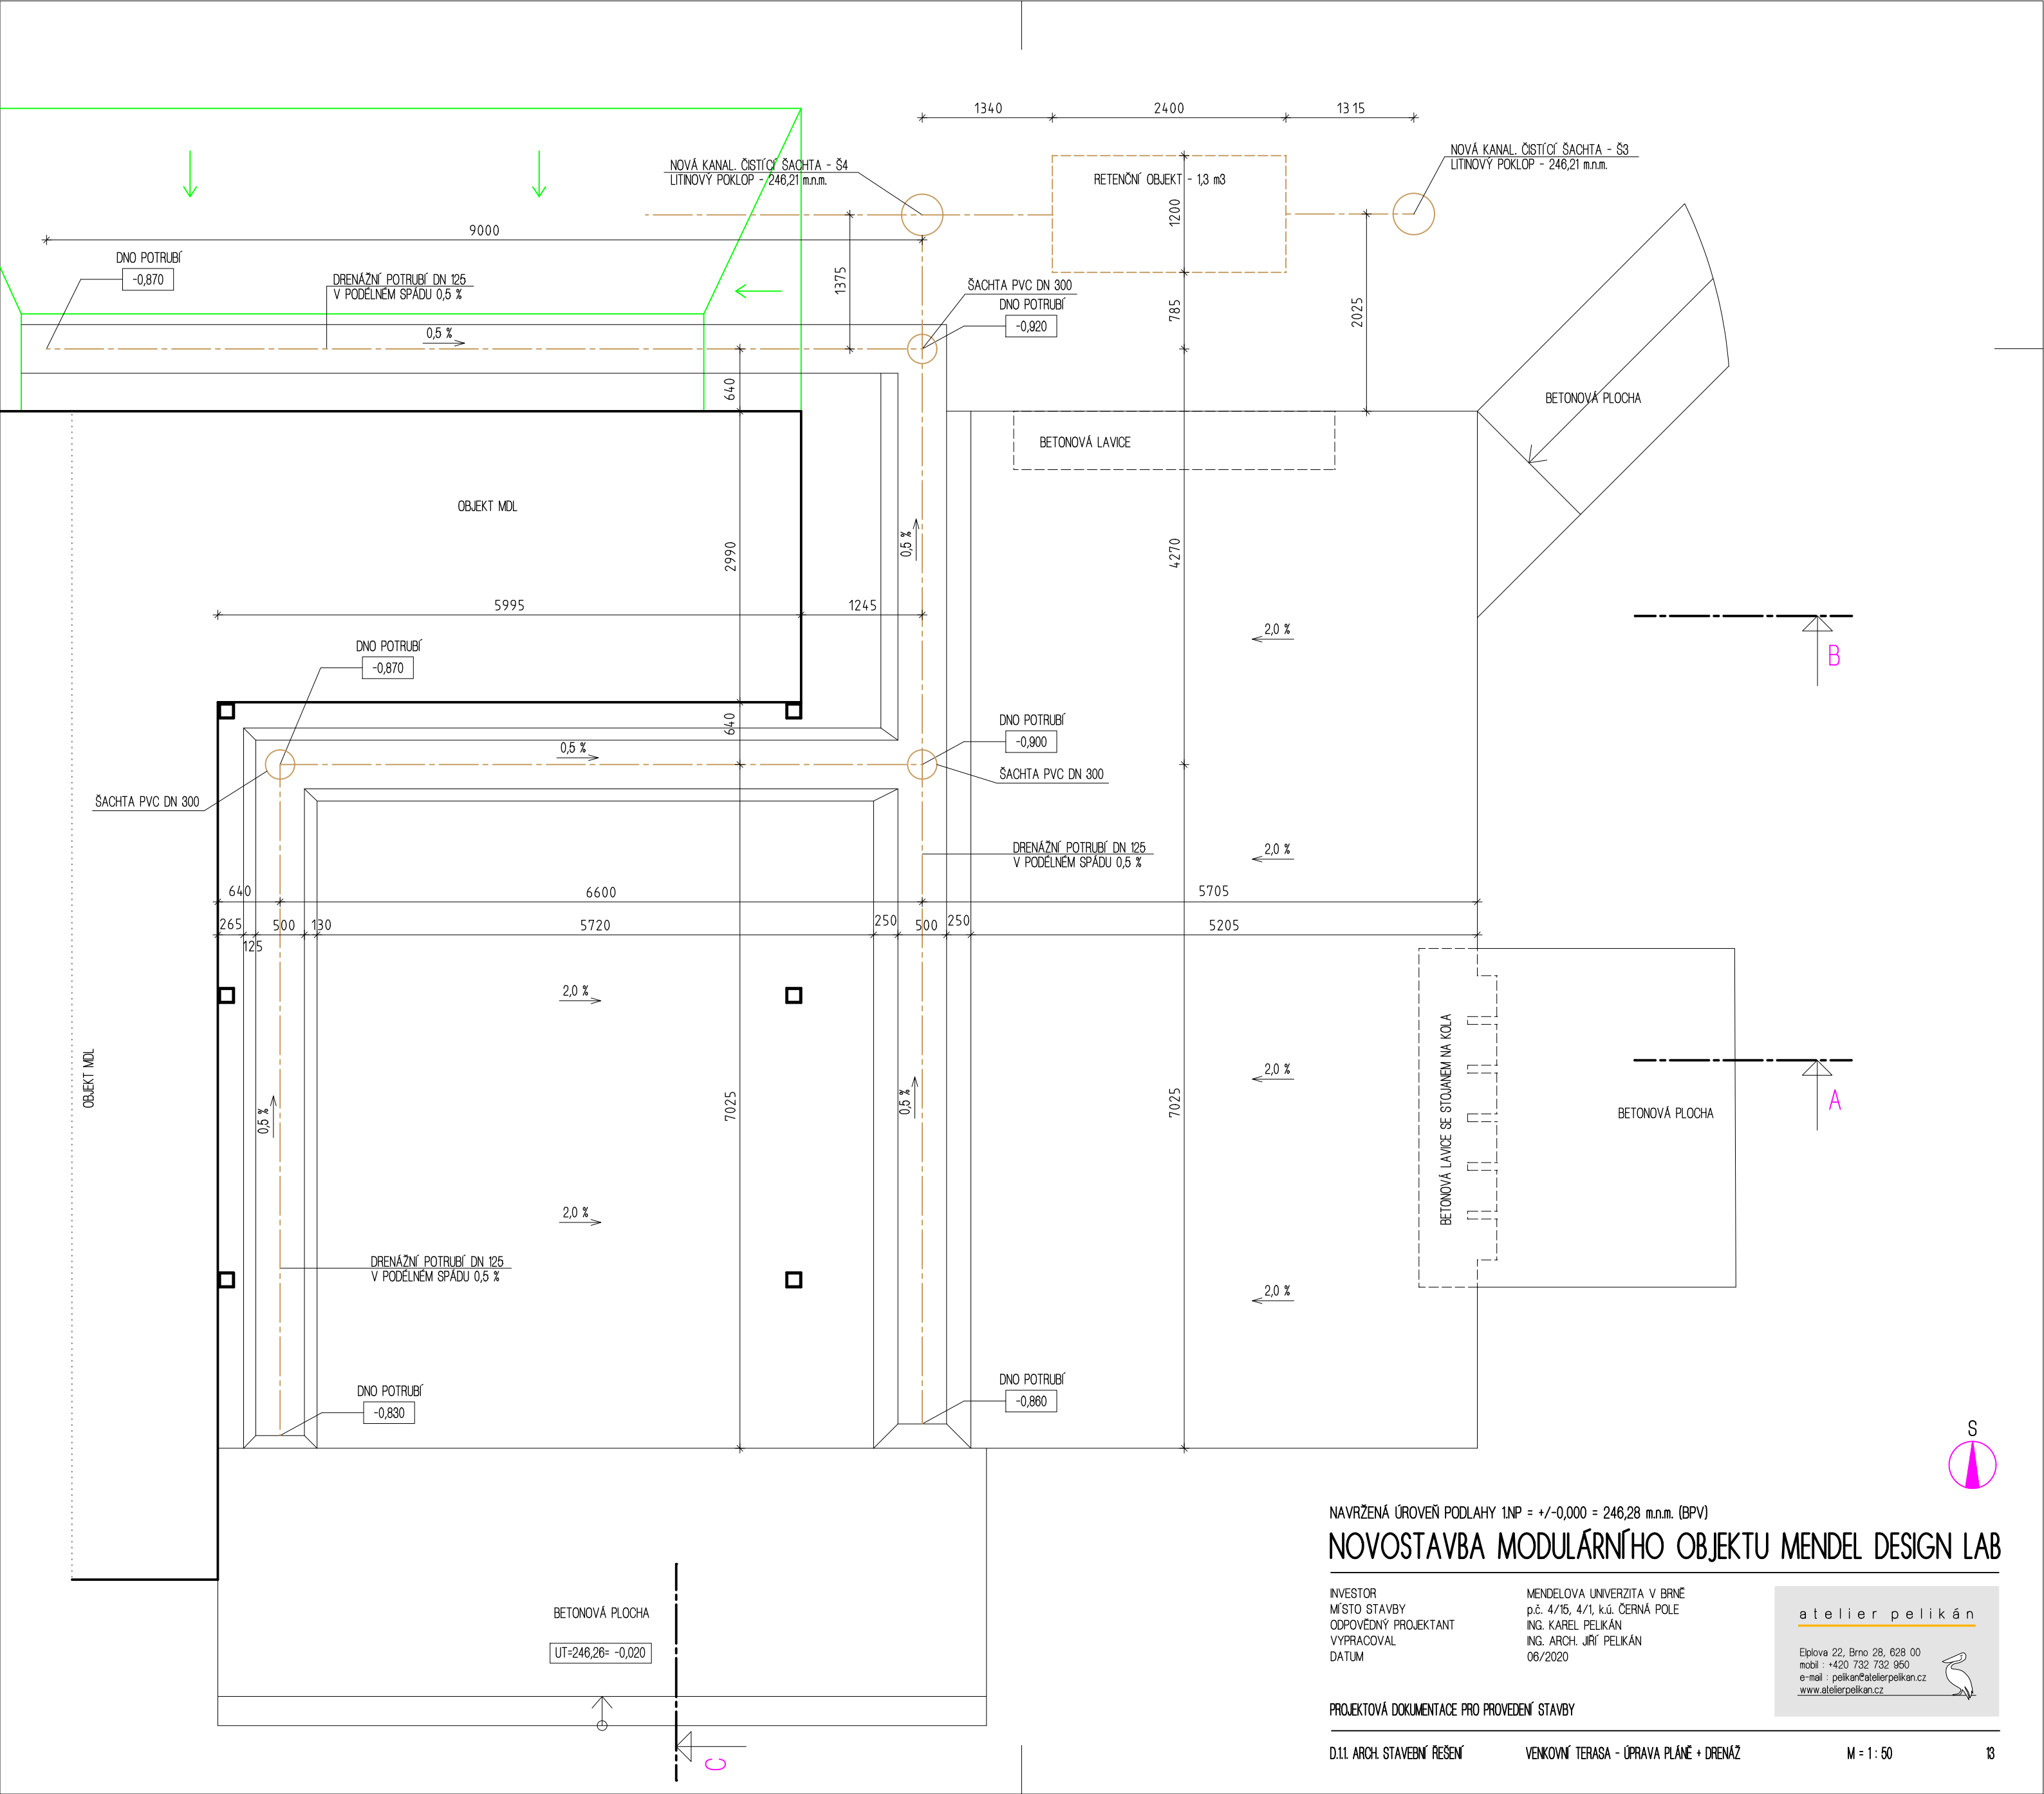 1340
2400
1315
NOVÁ KANAL. ČISTÍCÍ ŠACHTA - Š4
LITINOVÝ POKLOP - 246,21 m.n.m.
NOVÁ KANAL. ČISTÍCÍ ŠACHTA - Š3
LITINOVÝ POKLOP - 246,21 m.n.m.
RETENČNÍ OBJEKT - 1,3 m3
1200
9000
DNO POTRUBÍ
-0,870
DRENÁŽNÍ POTRUBÍ DN 125
V PODÉLNÉM SPÁDU 0,5 %
1375
ŠACHTA PVC DN 300
DNO POTRUBÍ
-0,920
785
2025
0,5 %
640
BETONOVÁ PLOCHA
BETONOVÁ LAVICE
OBJEKT MDL
2990
0,5 %
4270
5995
1245
2,0 %
B
DNO POTRUBÍ
-0,870
640
DNO POTRUBÍ
-0,900
0,5 %
ŠACHTA PVC DN 300
ŠACHTA PVC DN 300
DRENÁŽNÍ POTRUBÍ DN 125
V PODÉLNÉM SPÁDU 0,5 %
2,0 %
640
6600
5705
265
125
500
130
5720
250
500
250
5205
2,0 %
OBJEKT MDL
0,5 %
7025
0,5 %
7025
2,0 %
BETONOVÁ LAVICE SE STOJANEM NA KOLA
BETONOVÁ PLOCHA
A
2,0 %
DRENÁŽNÍ POTRUBÍ DN 125
V PODÉLNÉM SPÁDU 0,5 %
2,0 %
DNO POTRUBÍ
-0,830
DNO POTRUBÍ
-0,860
S
BETONOVÁ PLOCHA
UT=246,26= -0,020
C
NAVRŽENÁ ÚROVEŇ PODLAHY 1.NP = +/-0,000 = 246,28 m.n.m. (BPV)
NOVOSTAVBA MODULÁRNÍHO OBJEKTU MENDEL DESIGN LAB
INVESTOR MENDELOVA UNIVERZITA V BRNĚ
MÍSTO STAVBY p.č. 4/15, 4/1, k.ú. ČERNÁ POLE
ODPOVĚDNÝ PROJEKTANT ING. KAREL PELIKÁN
VYPRACOVAL ING. ARCH. JIŘÍ PELIKÁN
DATUM 06/2020
atelier pelikán
Elplova 22, Brno 28, 628 00
mobil : +420 732 732 950
e-mail : pelikan@atelierpelikan.cz
www.atelierpelikan.cz
PROJEKTOVÁ DOKUMENTACE PRO PROVEDENÍ STAVBY
D.1.1. ARCH. STAVEBNÍ ŘEŠENÍ VENKOVNÍ TERASA - ÚPRAVA PLÁNĚ + DRENÁŽ M = 1 : 50 13